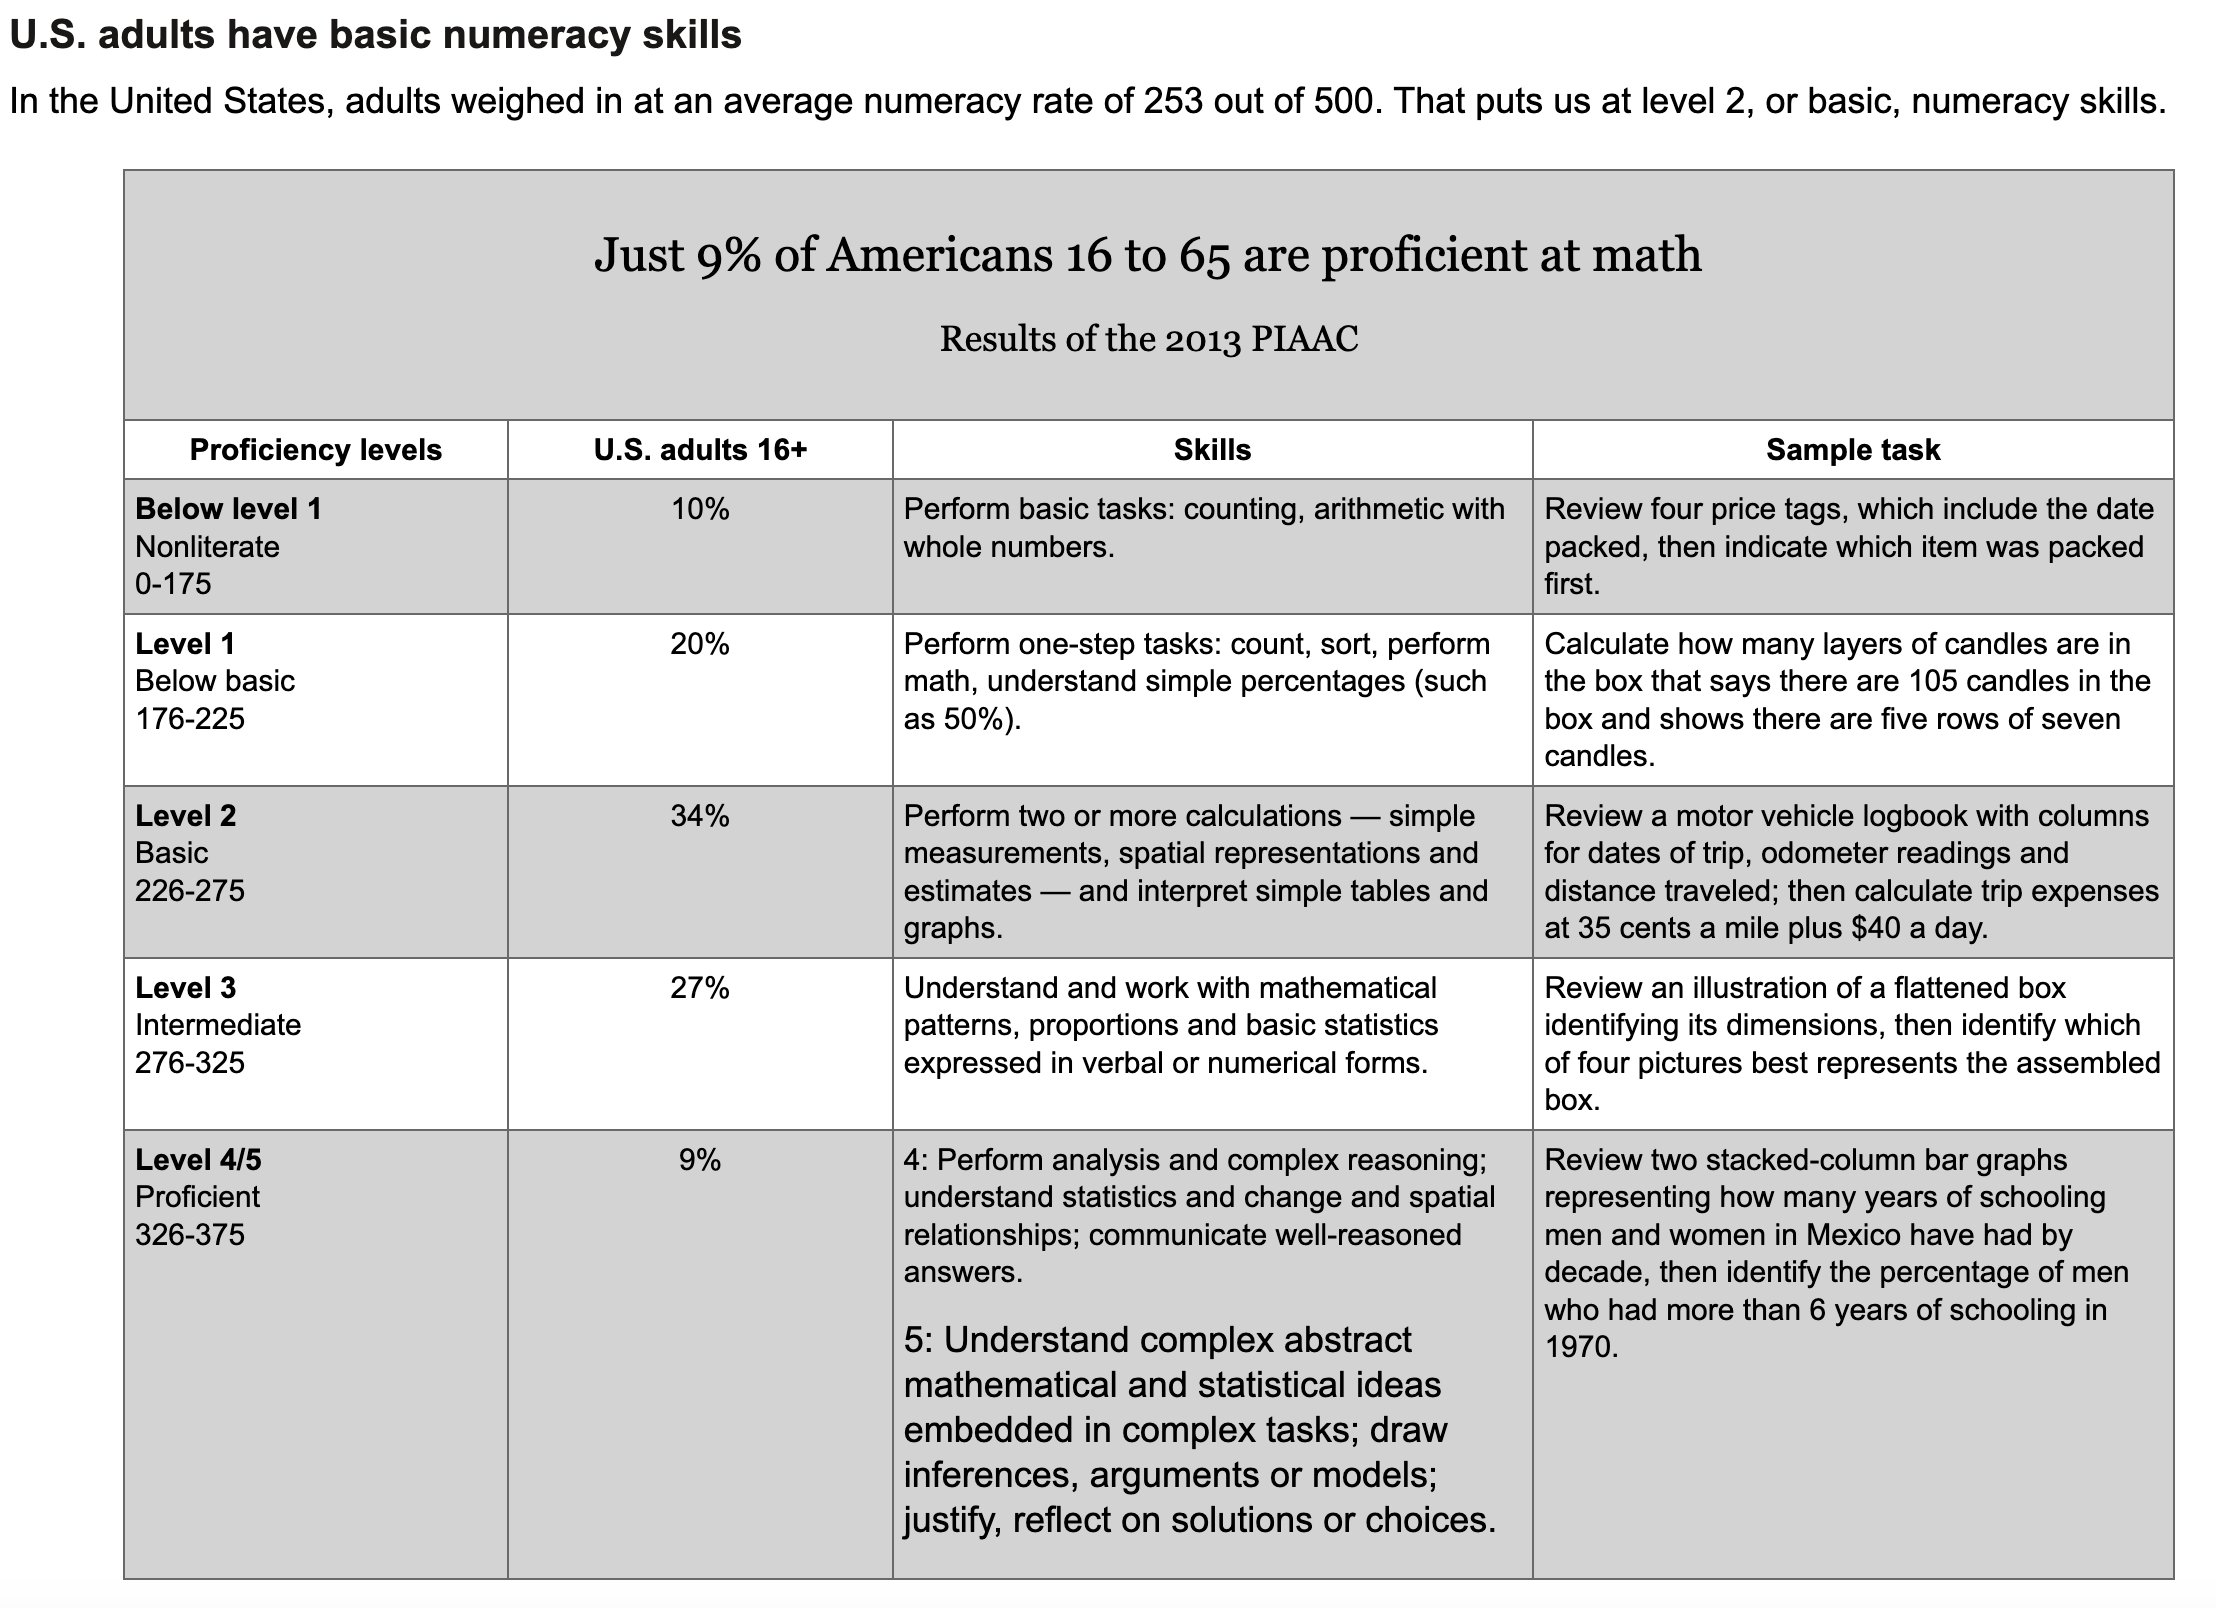 U.S. adults have basic numeracy skills
In the United States, adults weighed in at an average numeracy rate of 253 out of 500. That puts us at level 2, or basic, numeracy skills.
Just 9% of Americans 16 to 65 are proficient at math
Results of the 2013 PIAAC
Proficiency levels
U.S. adults 16+
Skills
Sample task
Below level 1
Nonliterate
0-175
10%
Perform basic tasks: counting, arithmetic with
whole numbers.
Review four price tags, which include the date
packed, then indicate which item was packed
first.
Level 1
Below basic
176-225
20%
Perform one-step tasks: count, sort, perform
math, understand simple percentages (such
as 50%).
Calculate how many layers of candles are in
the box that says there are 105 candles in the
box and shows there are five rows of seven
candles.
Level 2
Basic
226-275
34%
Perform two or more calculations — simple
measurements, spatial representations and
estimates — and interpret simple tables and
graphs.
Review a motor vehicle logbook with columns
for dates of trip, odometer readings and
distance traveled; then calculate trip expenses
at 35 cents a mile plus $40 a day.
Level 3
Intermediate
276-325
27%
Understand and work with mathematical
patterns, proportions and basic statistics
expressed in verbal or numerical forms.
Review an illustration of a flattened box
identifying its dimensions, then identify which
of four pictures best represents the assembled
box.
Level 4/5
Proficient
326-375
9%
4: Perform analysis and complex reasoning;
understand statistics and change and spatial
relationships; communicate well-reasoned
answers.
5: Understand complex abstract
mathematical and statistical ideas
embedded in complex tasks; draw
inferences, arguments or models;
justify, reflect on solutions or choices.
Review two stacked-column bar graphs
representing how many years of schooling
men and women in Mexico have had by
decade, then identify the percentage of men
who had more than 6 years of schooling in
1970.